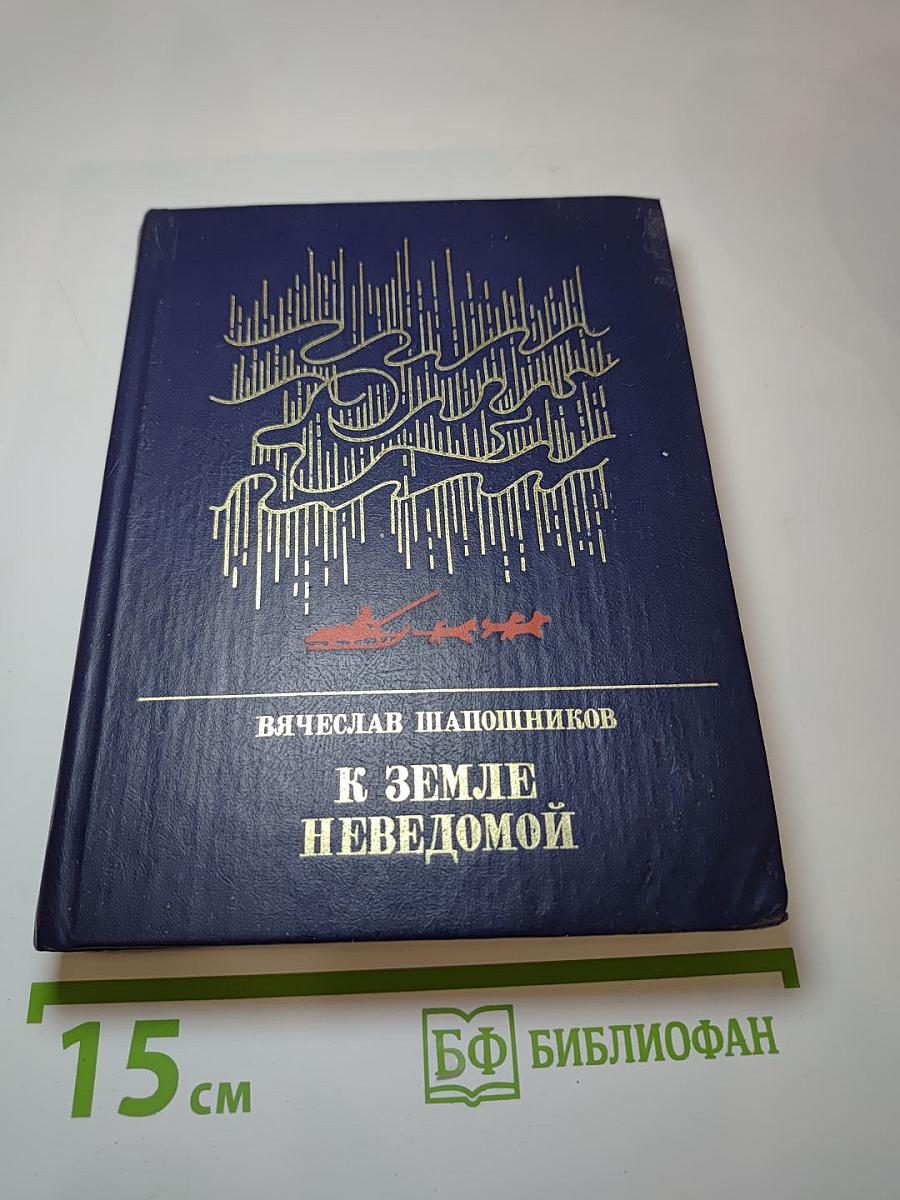 ВЯЧЕСЛАВ ШАПОШНИКОВ
К ЗЕМЛЕ
НЕВЕДОМОЙ
15 см
БФ БИБЛИОФАН